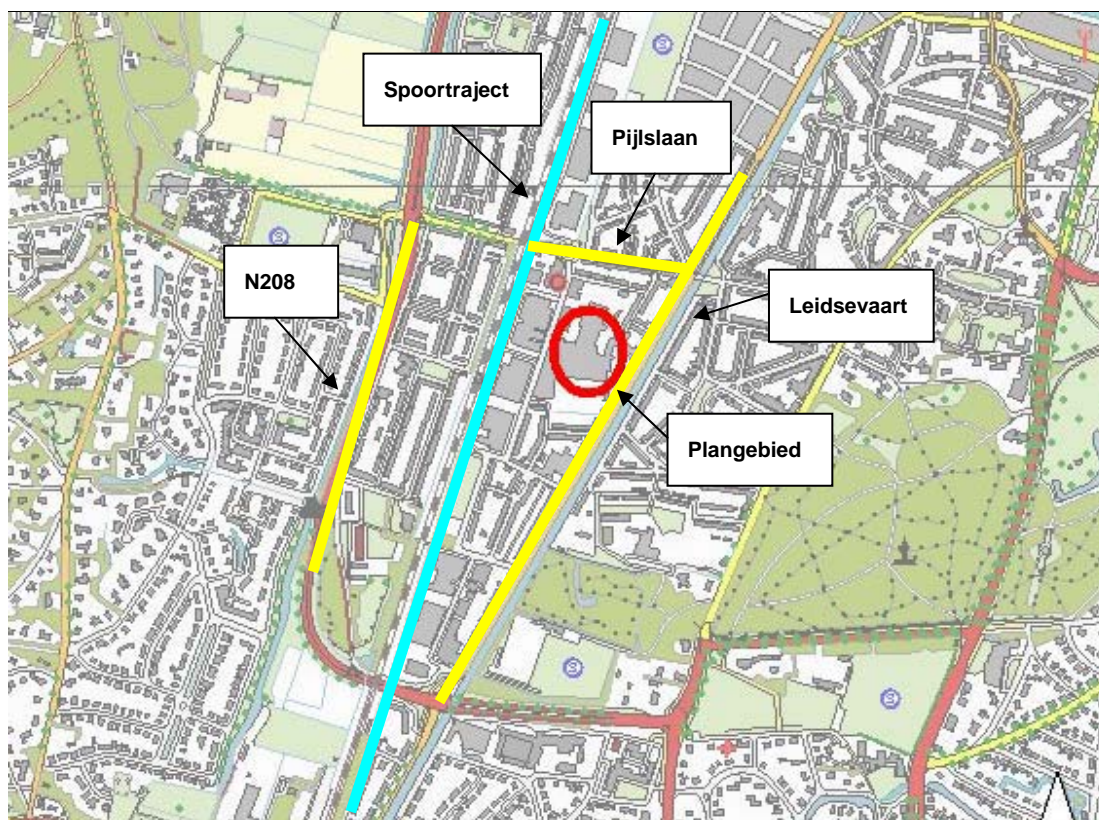 Spoortraject
Pijlslaan
N208
Leidsevaart
Plangebied
S
S
S
S